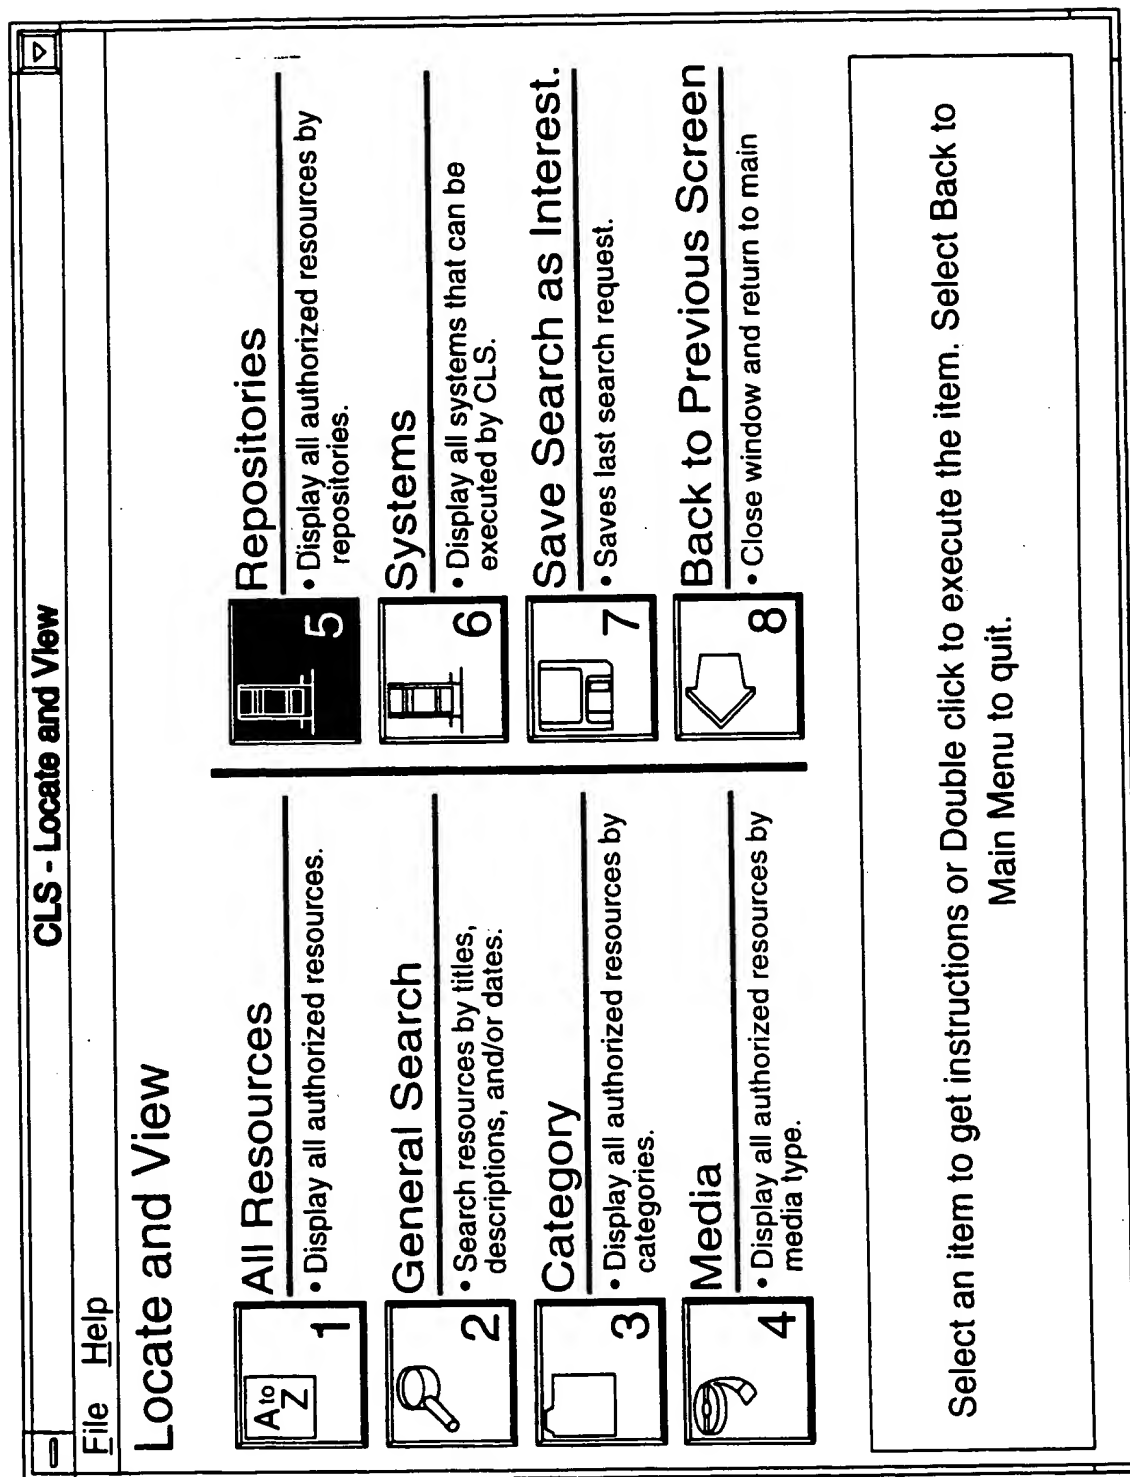 CLS - Locate and View
File Help
Locate and View
A to
Z
1
All Resources
• Display all authorized resources.
2
General Search
• Search resources by titles,
descriptions, and/or dates.
3
Category
• Display all authorized resources by
categories.
4
Media
• Display all authorized resources by
media type.
5
Repositories
• Display all authorized resources by
repositories.
6
Systems
• Display all systems that can be
executed by CLS.
7
Save Search as Interest.
• Saves last search request.
8
Back to Previous Screen
• Close window and return to main
Select an item to get instructions or Double click to execute the item. Select Back to
Main Menu to quit.